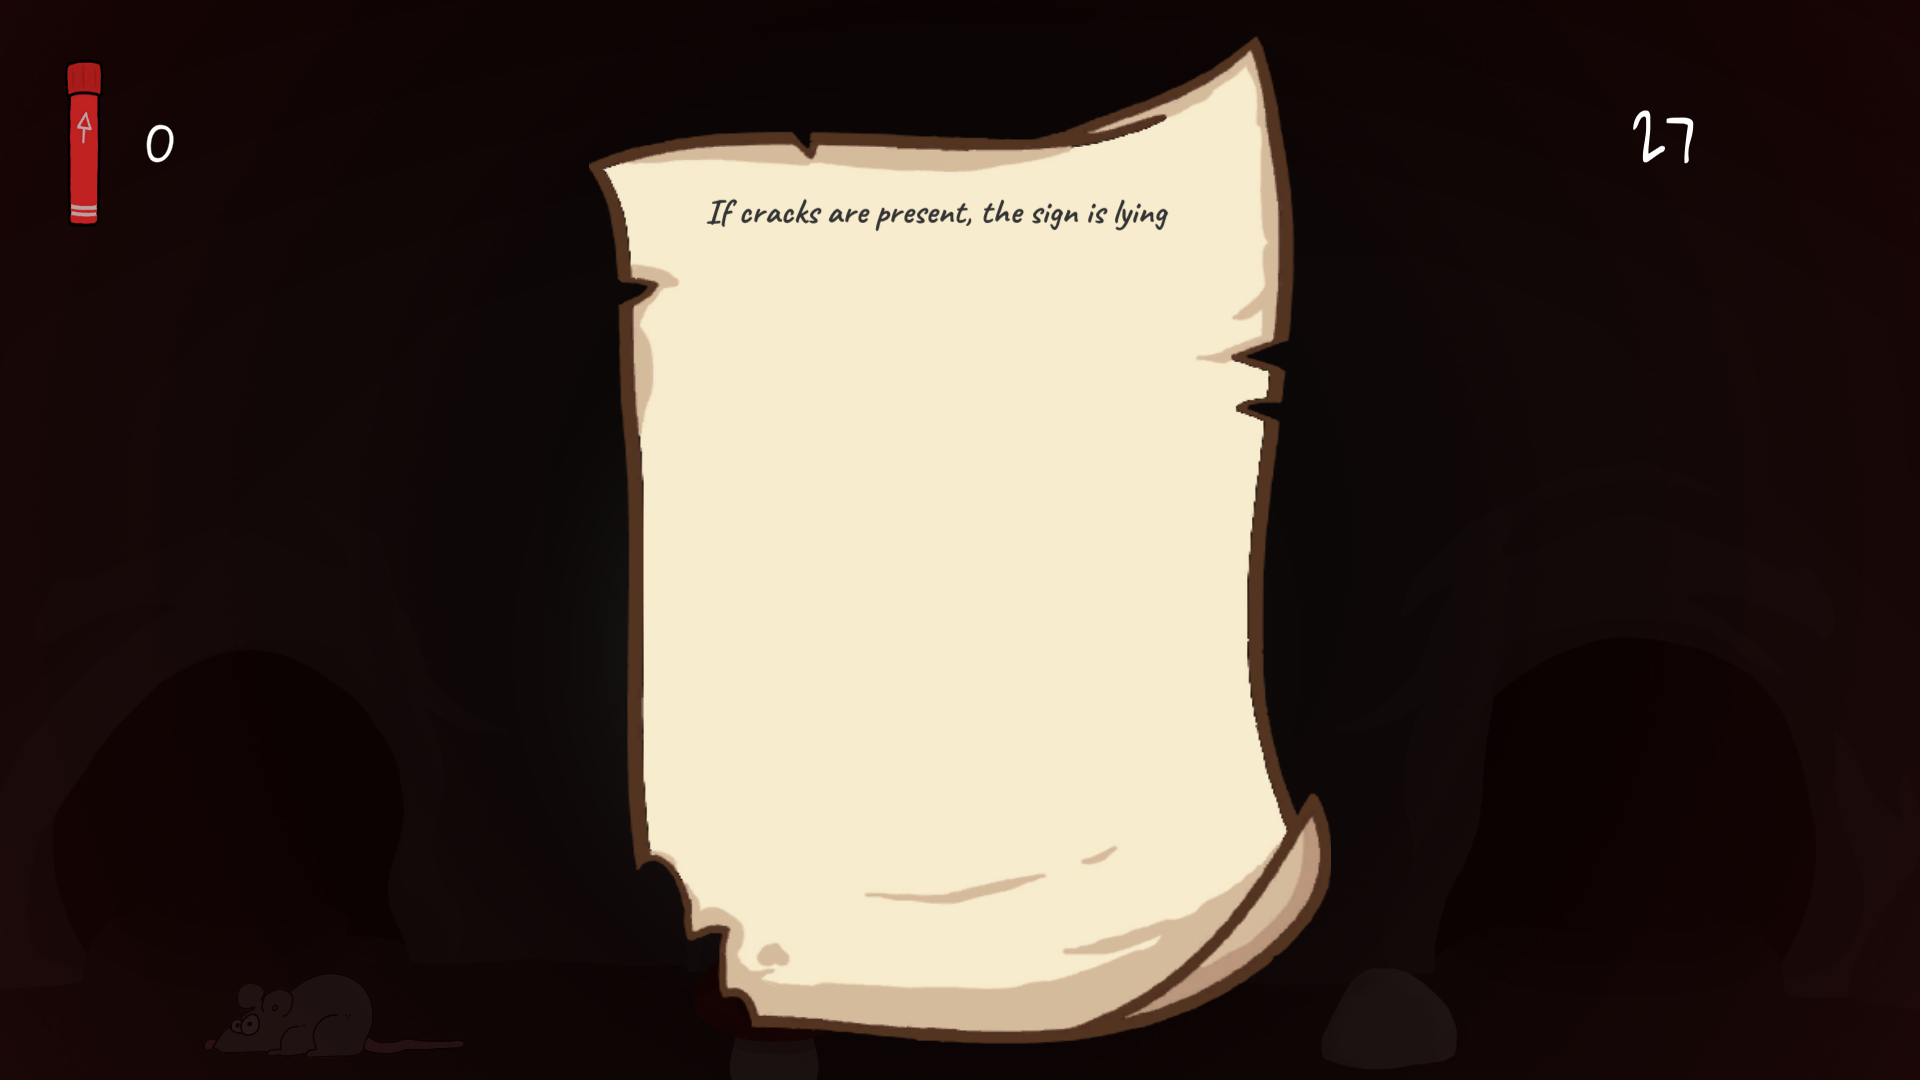 0
27
If cracks are present, the sign is lying